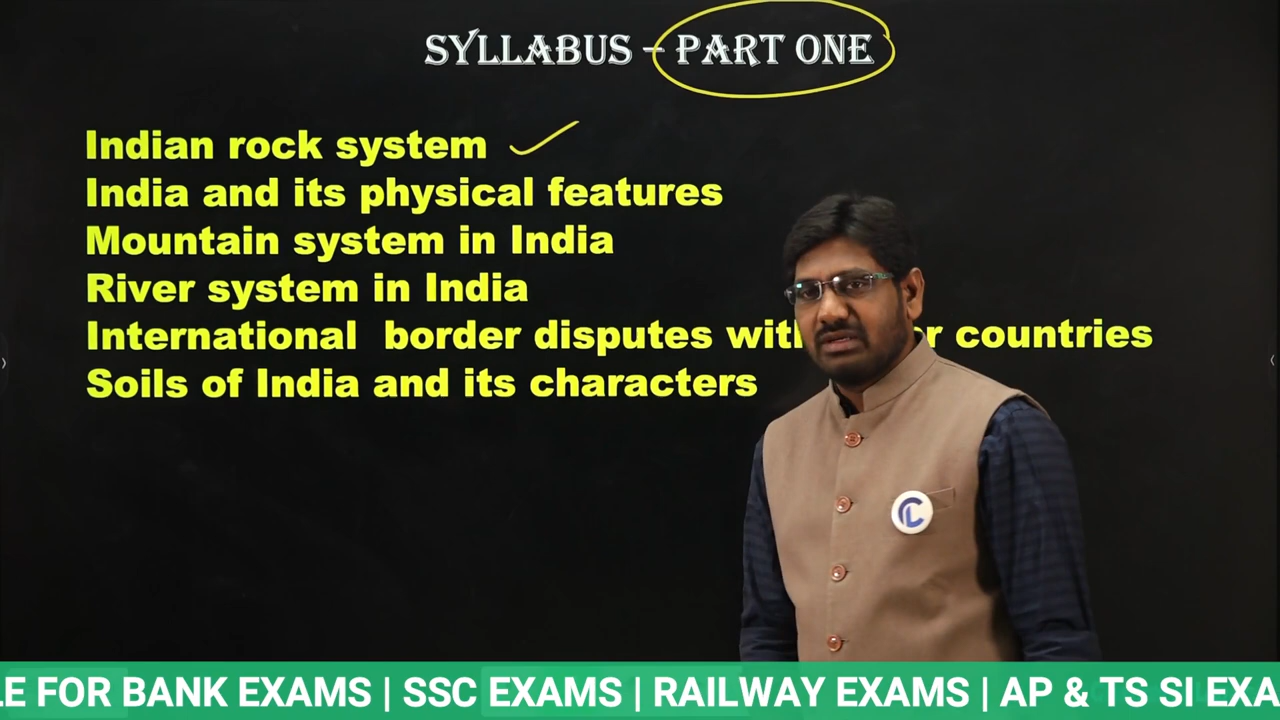 SYLLABUS – PART ONE
Indian rock system
India and its physical features
Mountain system in India
River system in India
International border disputes with countries
Soils of India and its characters
CL
FOR BANK EXAMS | SSC EXAMS | RAILWAY EXAMS | AP & TS SI